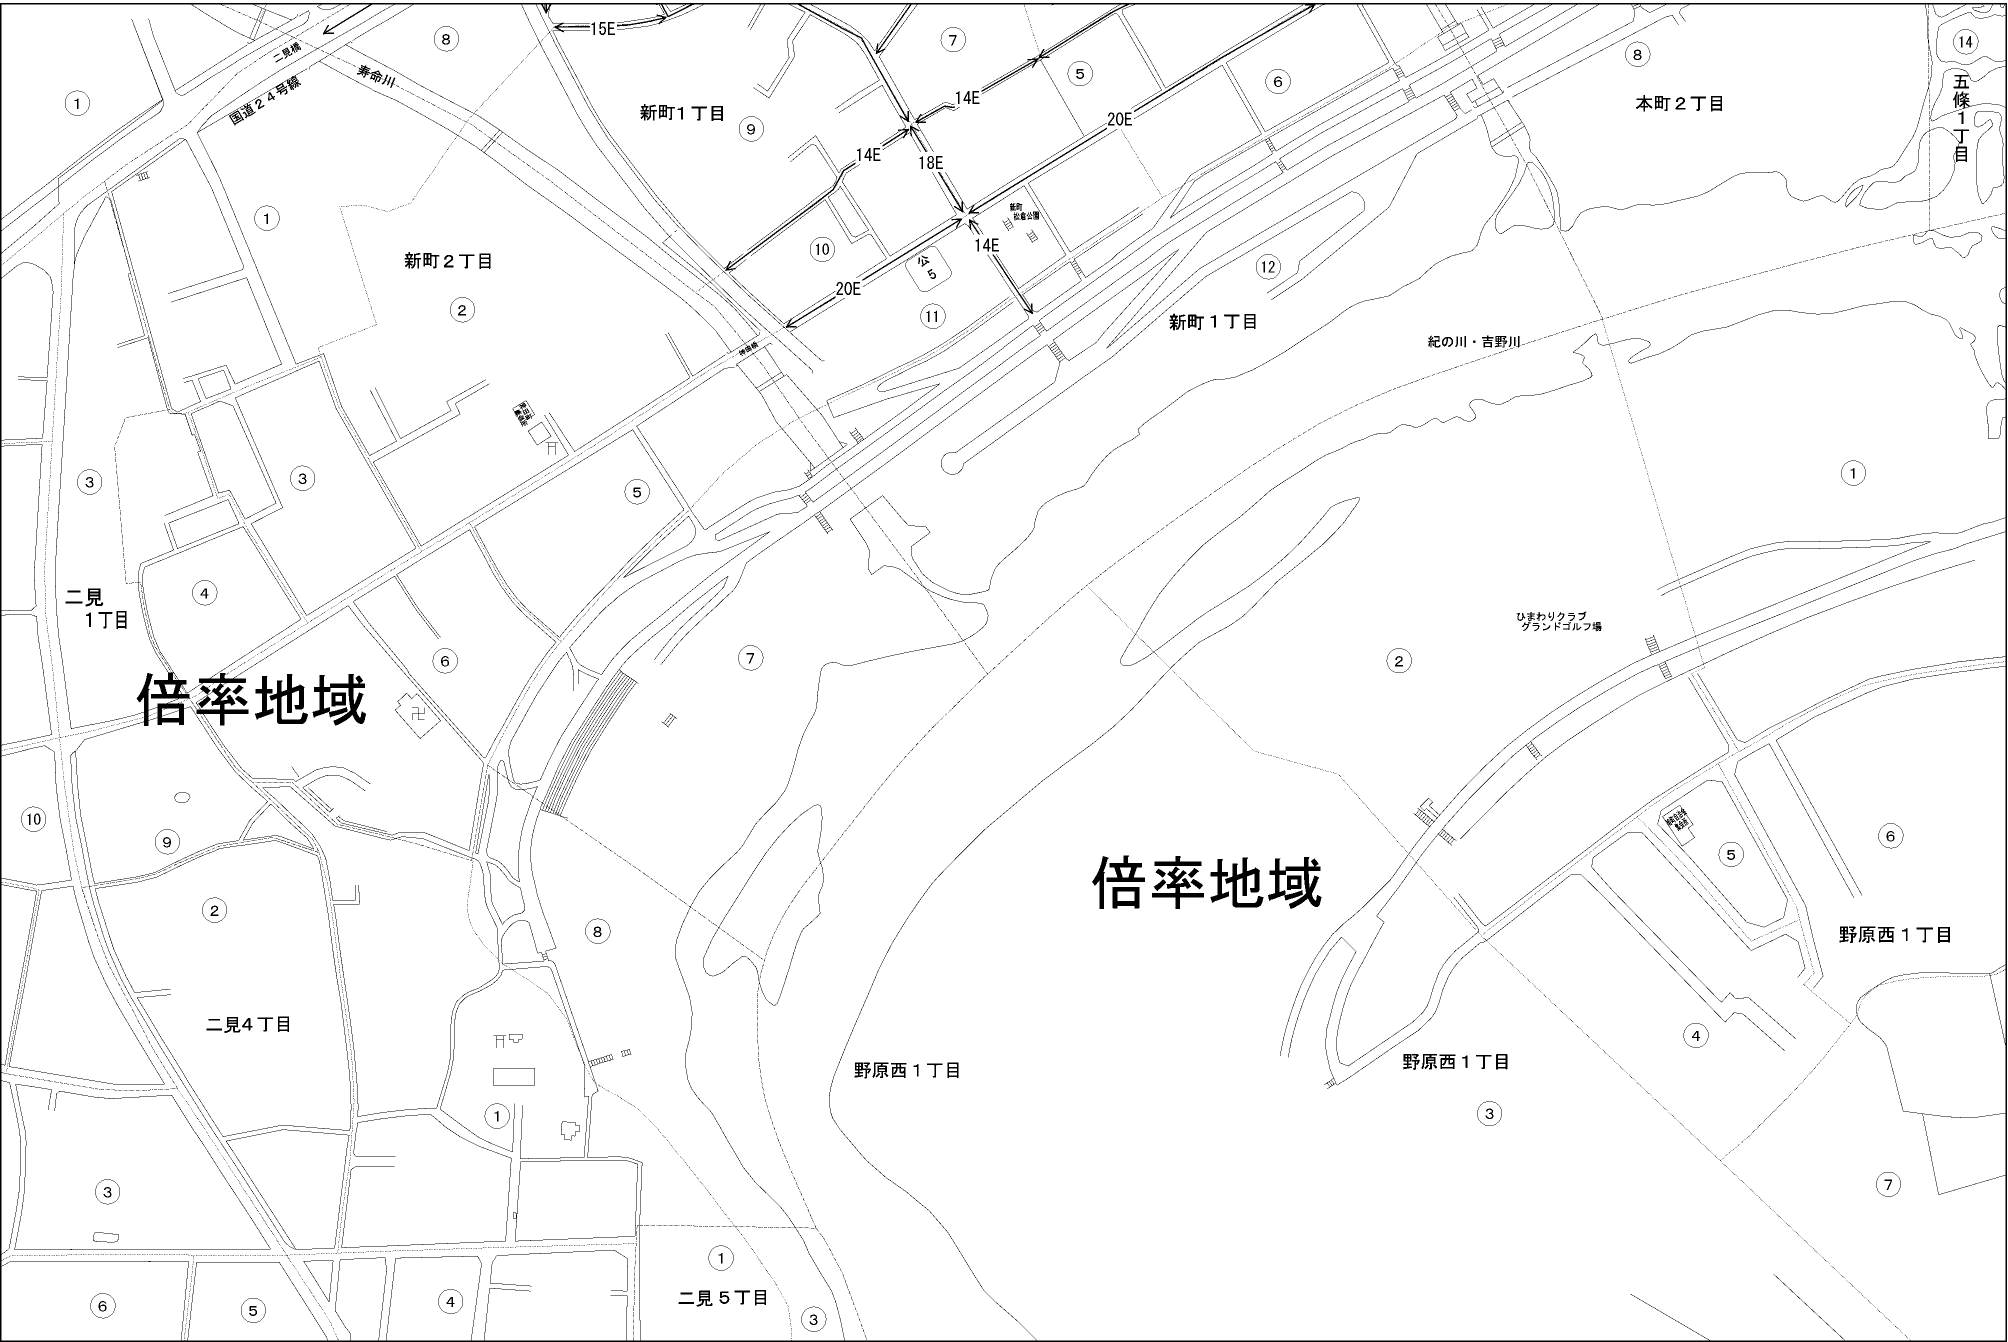 15E
⑧
⑦
⑭
二見橋
寿命川
⑤
⑥
⑧
①
国道24号線
14E
五條1丁目
本町2丁目
新町1丁目
⑨
20E
14E
18E
①
新町
松倉公園
新町2丁目
⑩
14E
公
5
⑫
20E
②
⑪
新町1丁目
紀の川・吉野川
③
③
⑤
①
④
二見
1丁目
ひまわりクラブ
グランドゴルフ場
⑥
⑦
②
倍率地域
卍
⑩
⑨
⑤
⑥
倍率地域
②
⑧
野原西1丁目
二見4丁目
④
野原西1丁目
野原西1丁目
①
③
③
⑦
①
二見5丁目
⑥
⑤
④
③